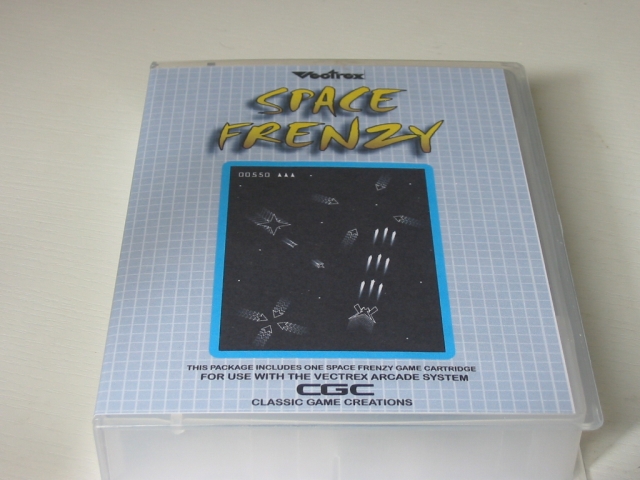 Vectrex
SPACE
FRENZY
00550
THIS PACKAGE INCLUDES ONE SPACE FRENZY GAME CARTRIDGE
FOR USE WITH THE VECTREX ARCADE SYSTEM
CGC
CLASSIC GAME CREATIONS